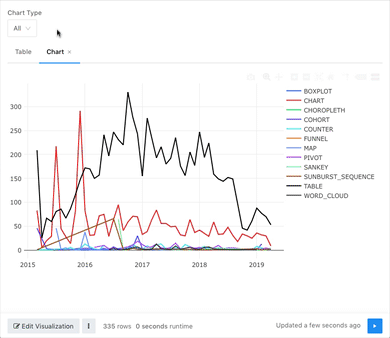 Chart Type
All
Table
Chart ×
300
250
200
150
100
50
0
2015
2016
2017
2018
2019
BOXPLOT
CHART
CHOROPLETH
COHORT
COUNTER
FUNNEL
MAP
PIVOT
SANKEY
SUNBURST_SEQUENCE
TABLE
WORD_CLOUD
Edit Visualization
335 rows 0 seconds runtime
Updated a few seconds ago